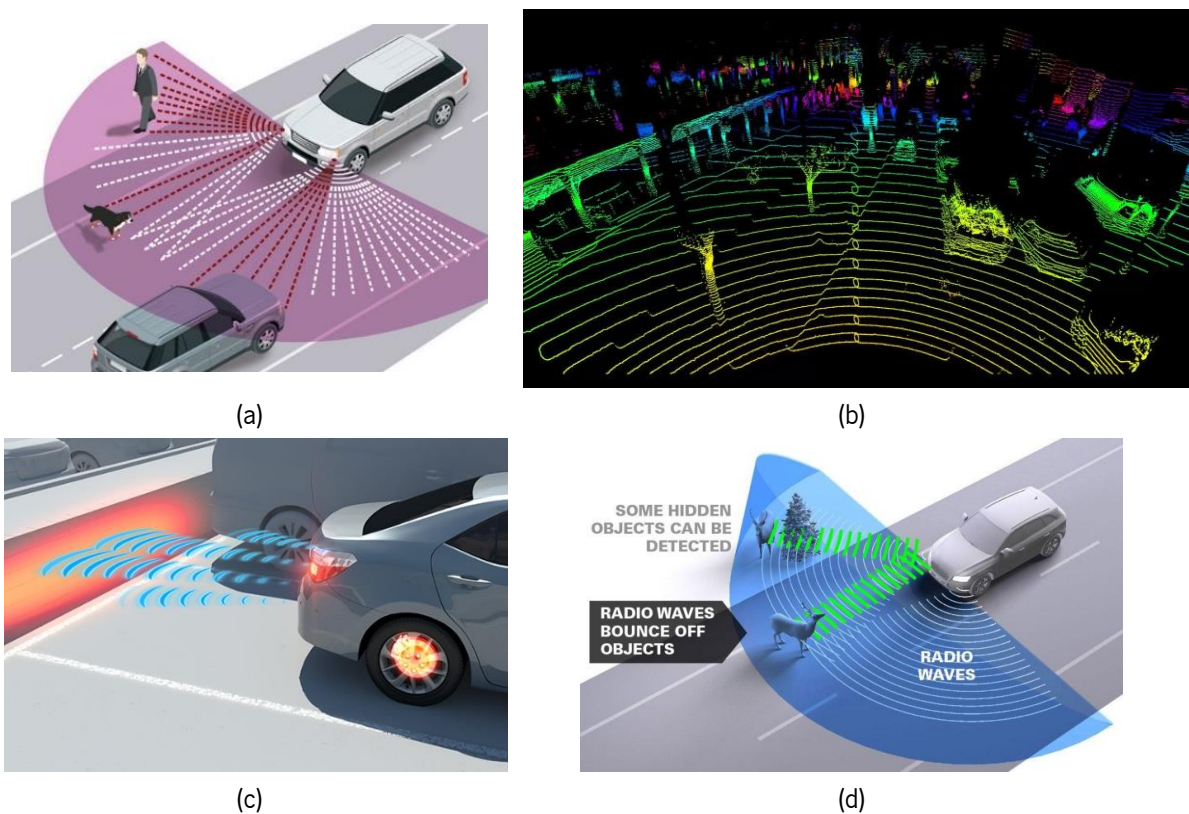 (a)
(b)
SOME HIDDEN
OBJECTS CAN BE
DETECTED
RADIO WAVES
BOUNCE OFF
OBJECTS
RADIO
WAVES
(c)
(d)